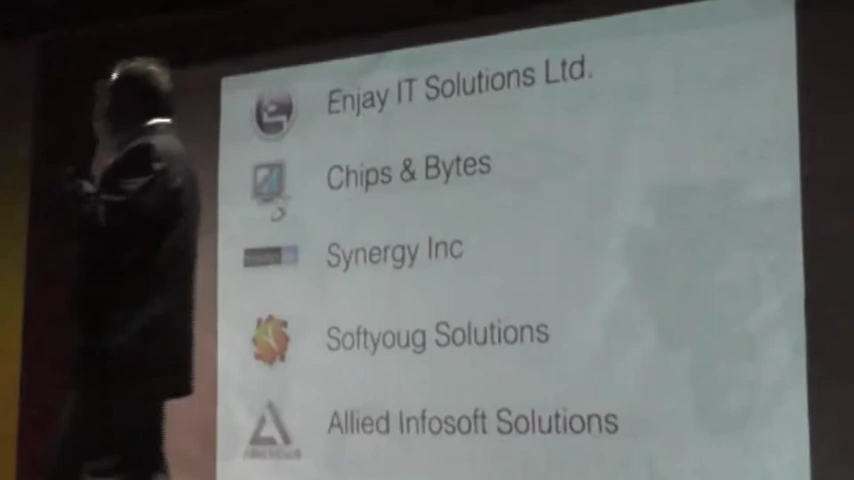 Enjay IT Solutions Ltd.
Chips & Bytes
Synergy Inc
Softyoug Solutions
Allied Infosoft Solutions